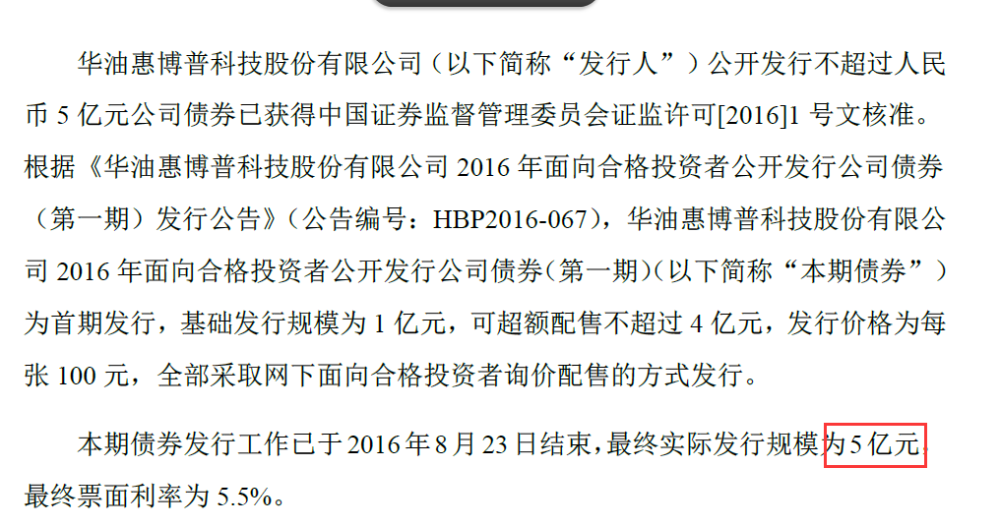 华油惠博普科技股份有限公司（以下简称“发行人”）公开发行不超过人民
币 5 亿元公司债券已获得中国证券监督管理委员会证监许可[2016]1 号文核准。
根据《华油惠博普科技股份有限公司 2016 年面向合格投资者公开发行公司债券
（第一期）发行公告》（公告编号：HBP2016-067），华油惠博普科技股份有限公
司 2016 年面向合格投资者公开发行公司债券（第一期）（以下简称“本期债券”）
为首期发行，基础发行规模为 1 亿元，可超额配售不超过 4 亿元，发行价格为每
张 100 元，全部采取网下面向合格投资者询价配售的方式发行。
本期债券发行工作已于 2016 年 8 月 23 日结束，最终实际发行规模为 5 亿元，
最终票面利率为 5.5%。